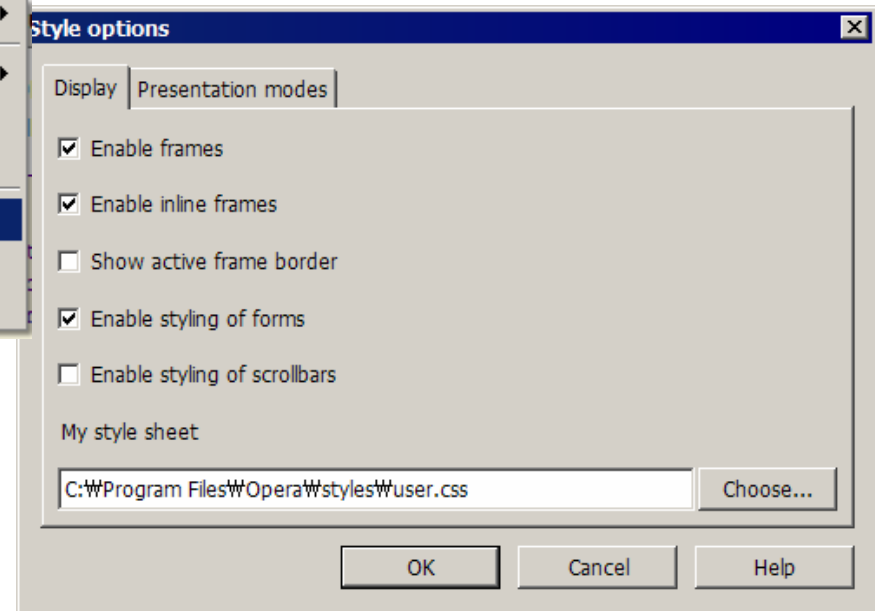 Style options
Display
Presentation modes
Enable frames
Enable inline frames
Show active frame border
Enable styling of forms
Enable styling of scrollbars
My style sheet
C:₩Program Files₩Opera₩styles₩user.css
Choose...
OK
Cancel
Help